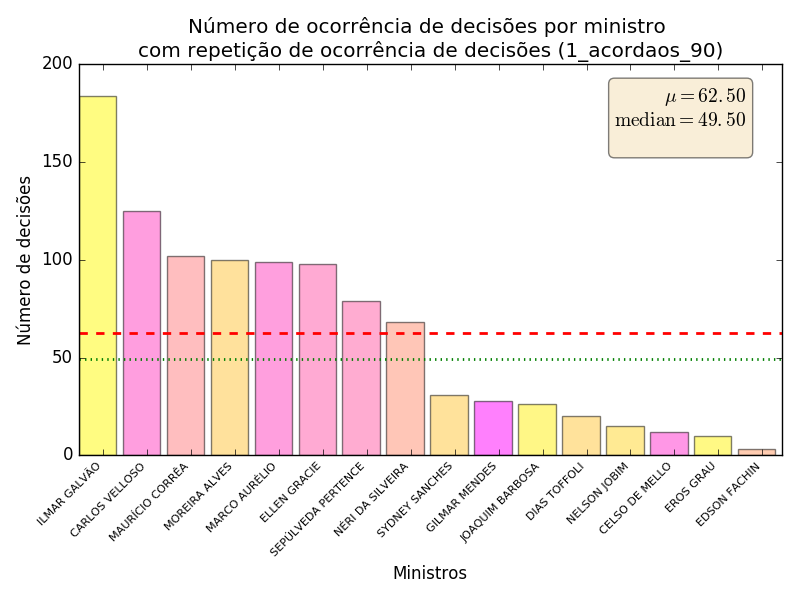 Número de ocorrência de decisões por ministro
com repetição de ocorrência de decisões (1_acordaos_90)
μ = 62.50
median = 49.50
Número de decisões
200
150
100
50
0
ILMAR GALVÃO
CARLOS VELLOSO
MAURÍCIO CORRÊA
MOREIRA ALVES
MARCO AURÉLIO
ELLEN GRACIE
SEPÚLVEDA PERTENCE
NÉRI DA SILVEIRA
SYDNEY SANCHES
GILMAR MENDES
JOAQUIM BARBOSA
DIAS TOFFOLI
NELSON JOBIM
CELSO DE MELLO
EROS GRAU
EDSON FACHIN
Ministros